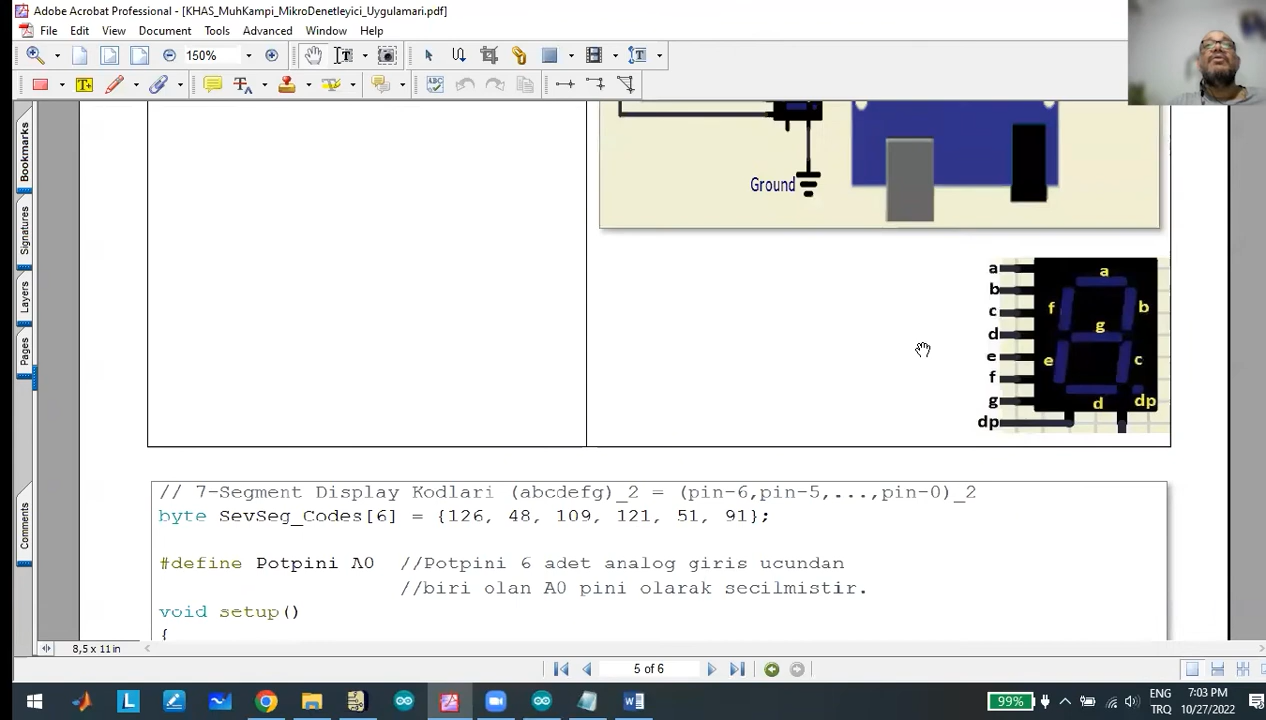 Adobe Acrobat Professional - [KHAS_MuhKampi_MikroDenetleyici_Uygulamari.pdf]
File Edit View Document Tools Advanced Window Help
150%
Bookmarks
Signatures
Layers
Pages
Comments
Ground
a
b
c
d
e
f
g
dp
a
f
b
g
e
c
d
dp
// 7-Segment Display Kodlari (abcdefg)_2 = (pin-6,pin-5,...,pin-0)_2
byte SevSeg_Codes[6] = {126, 48, 109, 121, 51, 91};
#define Potpini A0 //Potpini 6 adet analog giris ucundan
//biri olan A0 pini olarak secilmistir.
void setup()
{
8,5 x 11 in
5 of 6
99%
ENG
TRQ
7:03 PM
10/27/2022